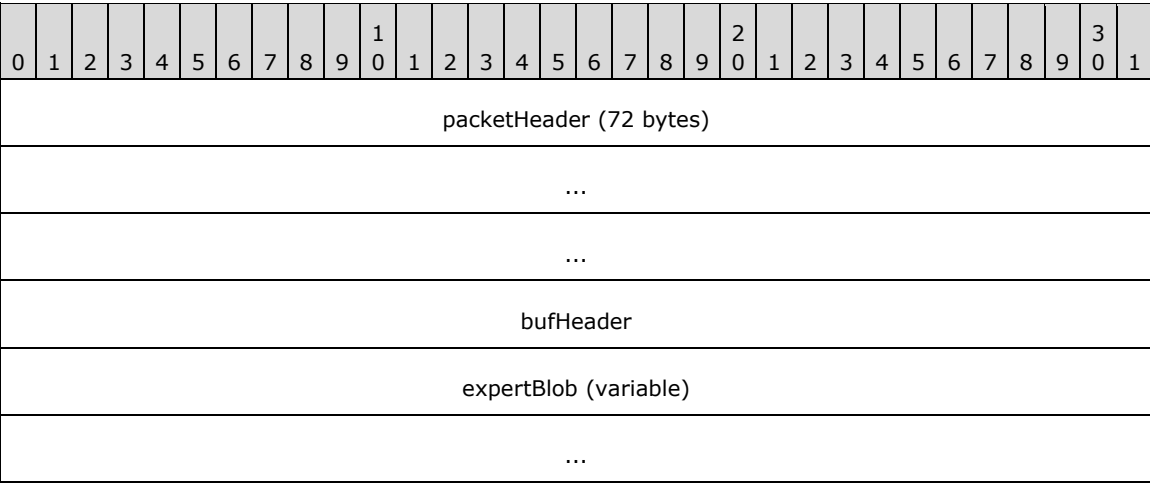 1 2 3
0 1 2 3 4 5 6 7 8 9 0 1 2 3 4 5 6 7 8 9 0 1 2 3 4 5 6 7 8 9 0 1
packetHeader (72 bytes)
...
...
bufHeader
expertBlob (variable)
...